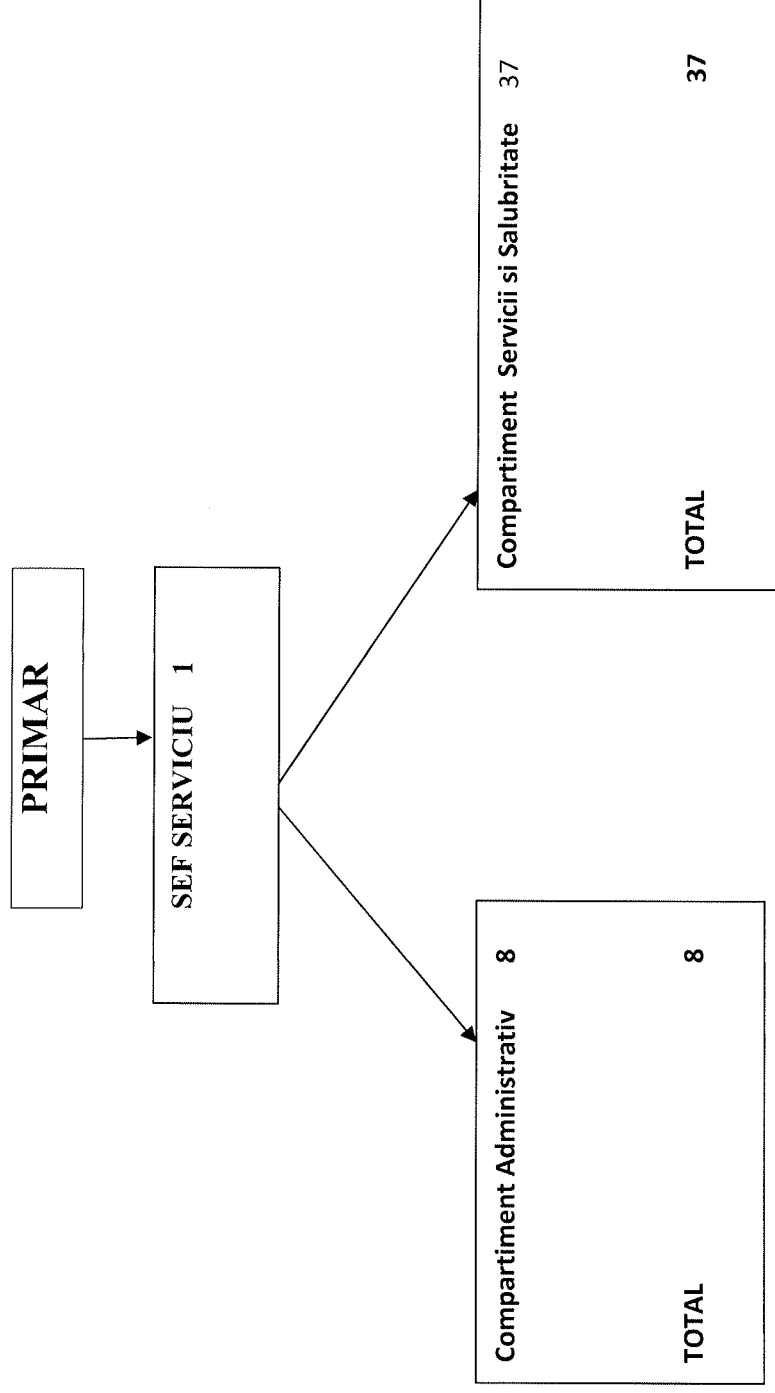 PRIMAR
SEF SERVICIU 1
Compartiment Administrativ 8
TOTAL 8
Compartiment Servicii si Salubritate 37
TOTAL 37